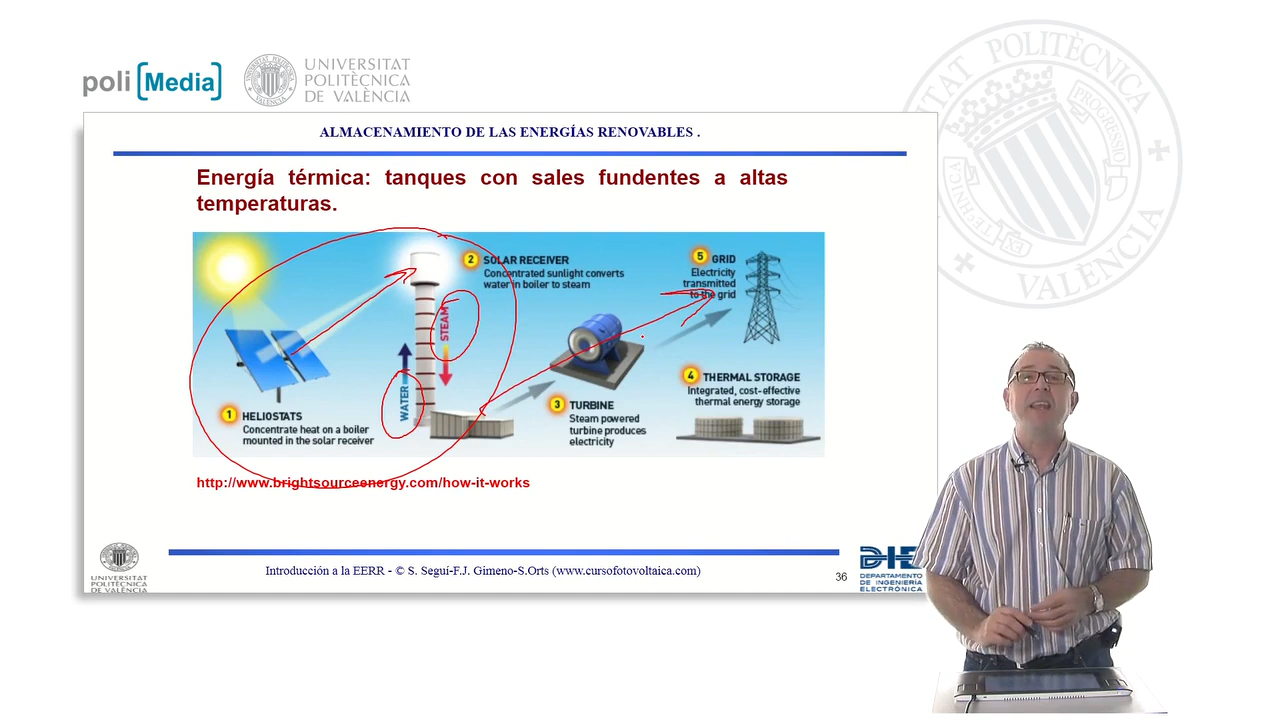 poli[Media]
UNIVERSITAT
POLITÈCNICA
DE VALÈNCIA
ALMACENAMIENTO DE LAS ENERGÍAS RENOVABLES .
Energía térmica: tanques con sales fundentes a altas
temperaturas.
2 SOLAR RECEIVER
Concentrated sunlight converts
water in boiler to steam
5 GRID
Electricity
transmitted
to the grid
STEAM
WATER
4 THERMAL STORAGE
Integrated, cost-effective
thermal energy storage
1 HELIOSTATS
Concentrate heat on a boiler
mounted in the solar receiver
3 TURBINE
Steam powered
turbine produces
electricity
http://www.brightsourceenergy.com/how-it-works
UNIVERSITAT
POLITÈCNICA
DE VALÈNCIA
Introducción a la EERR - © S. Seguí-F.J. Gimeno-S.Orts (www.cursofotovoltaica.com)
36
DIE
DEPARTAMENTO
DE INGENIERÍA
ELECTRÓNICA
POLITÈCNICA
VALÈNCIA